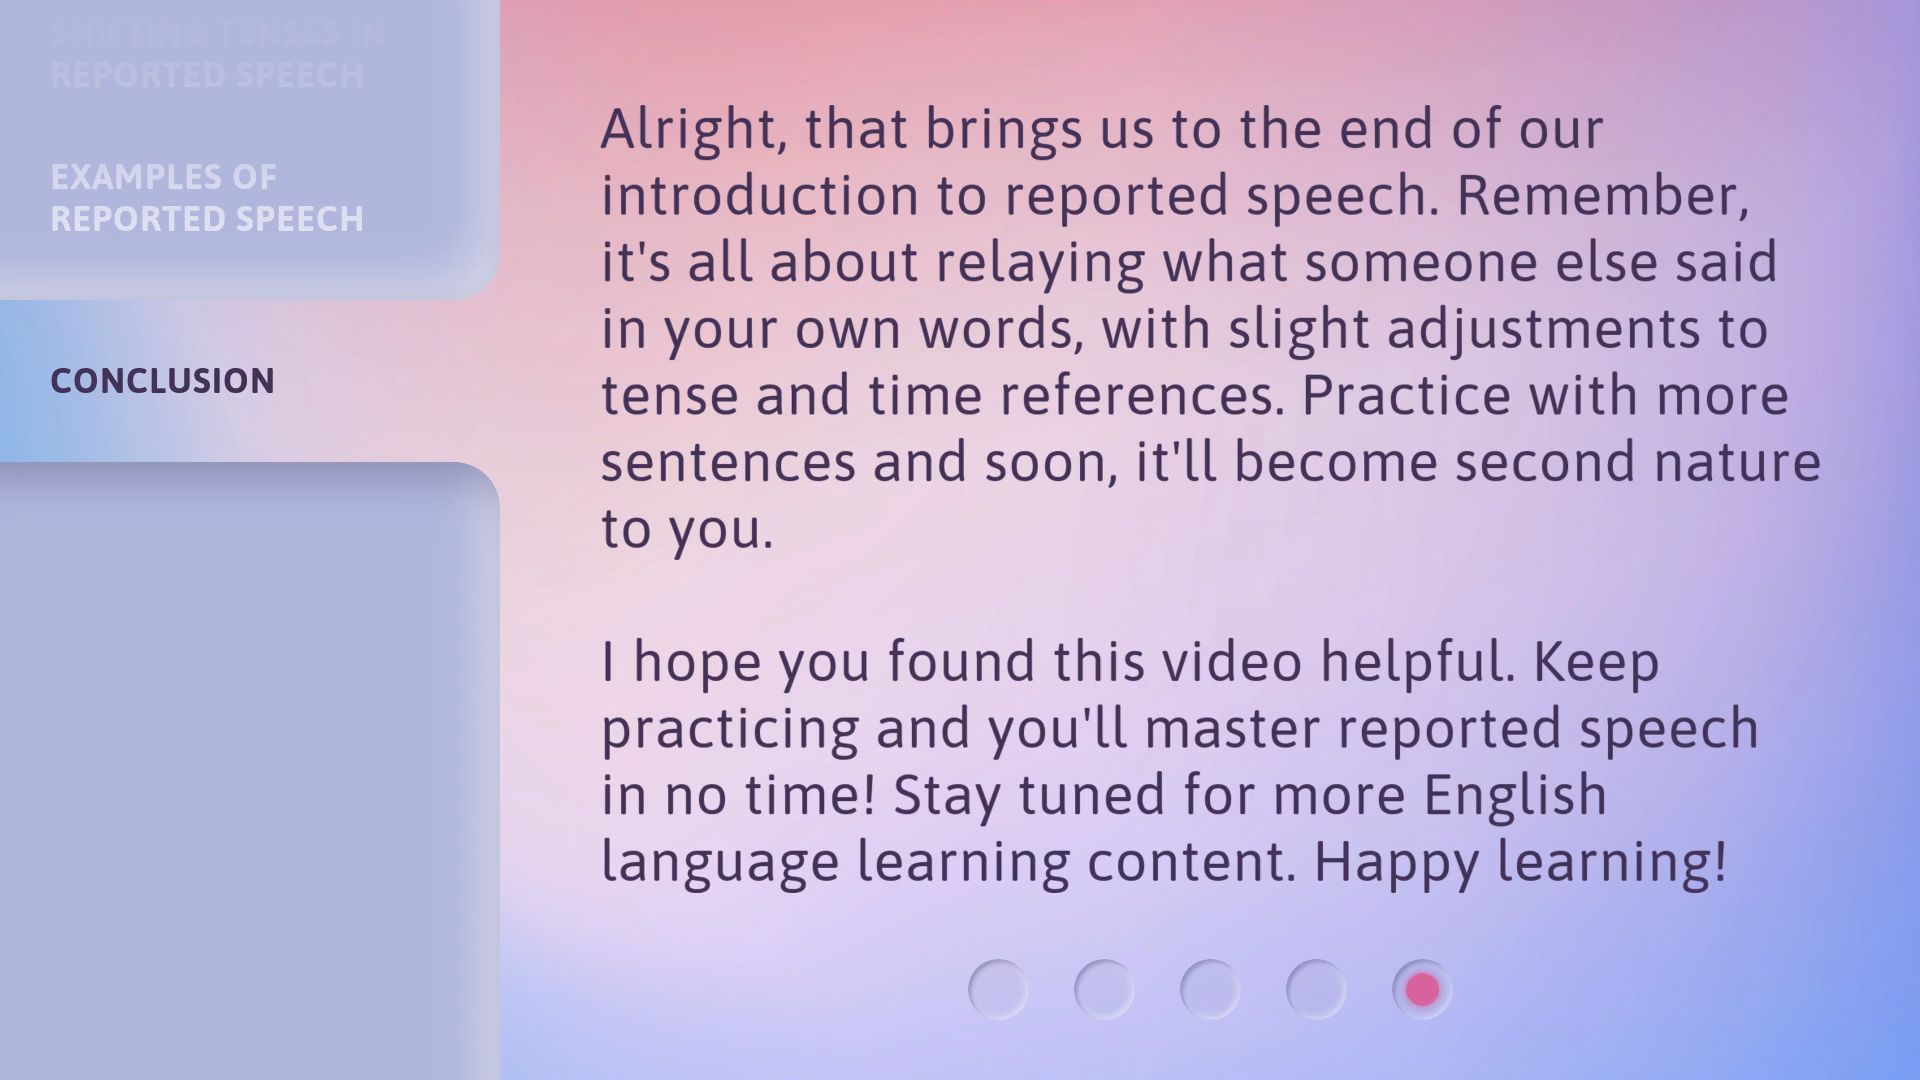 SHIFTING TENSES IN
REPORTED SPEECH
EXAMPLES OF
REPORTED SPEECH
CONCLUSION
Alright, that brings us to the end of our
introduction to reported speech. Remember,
it's all about relaying what someone else said
in your own words, with slight adjustments to
tense and time references. Practice with more
sentences and soon, it'll become second nature
to you.
I hope you found this video helpful. Keep
practicing and you'll master reported speech
in no time! Stay tuned for more English
language learning content. Happy learning!